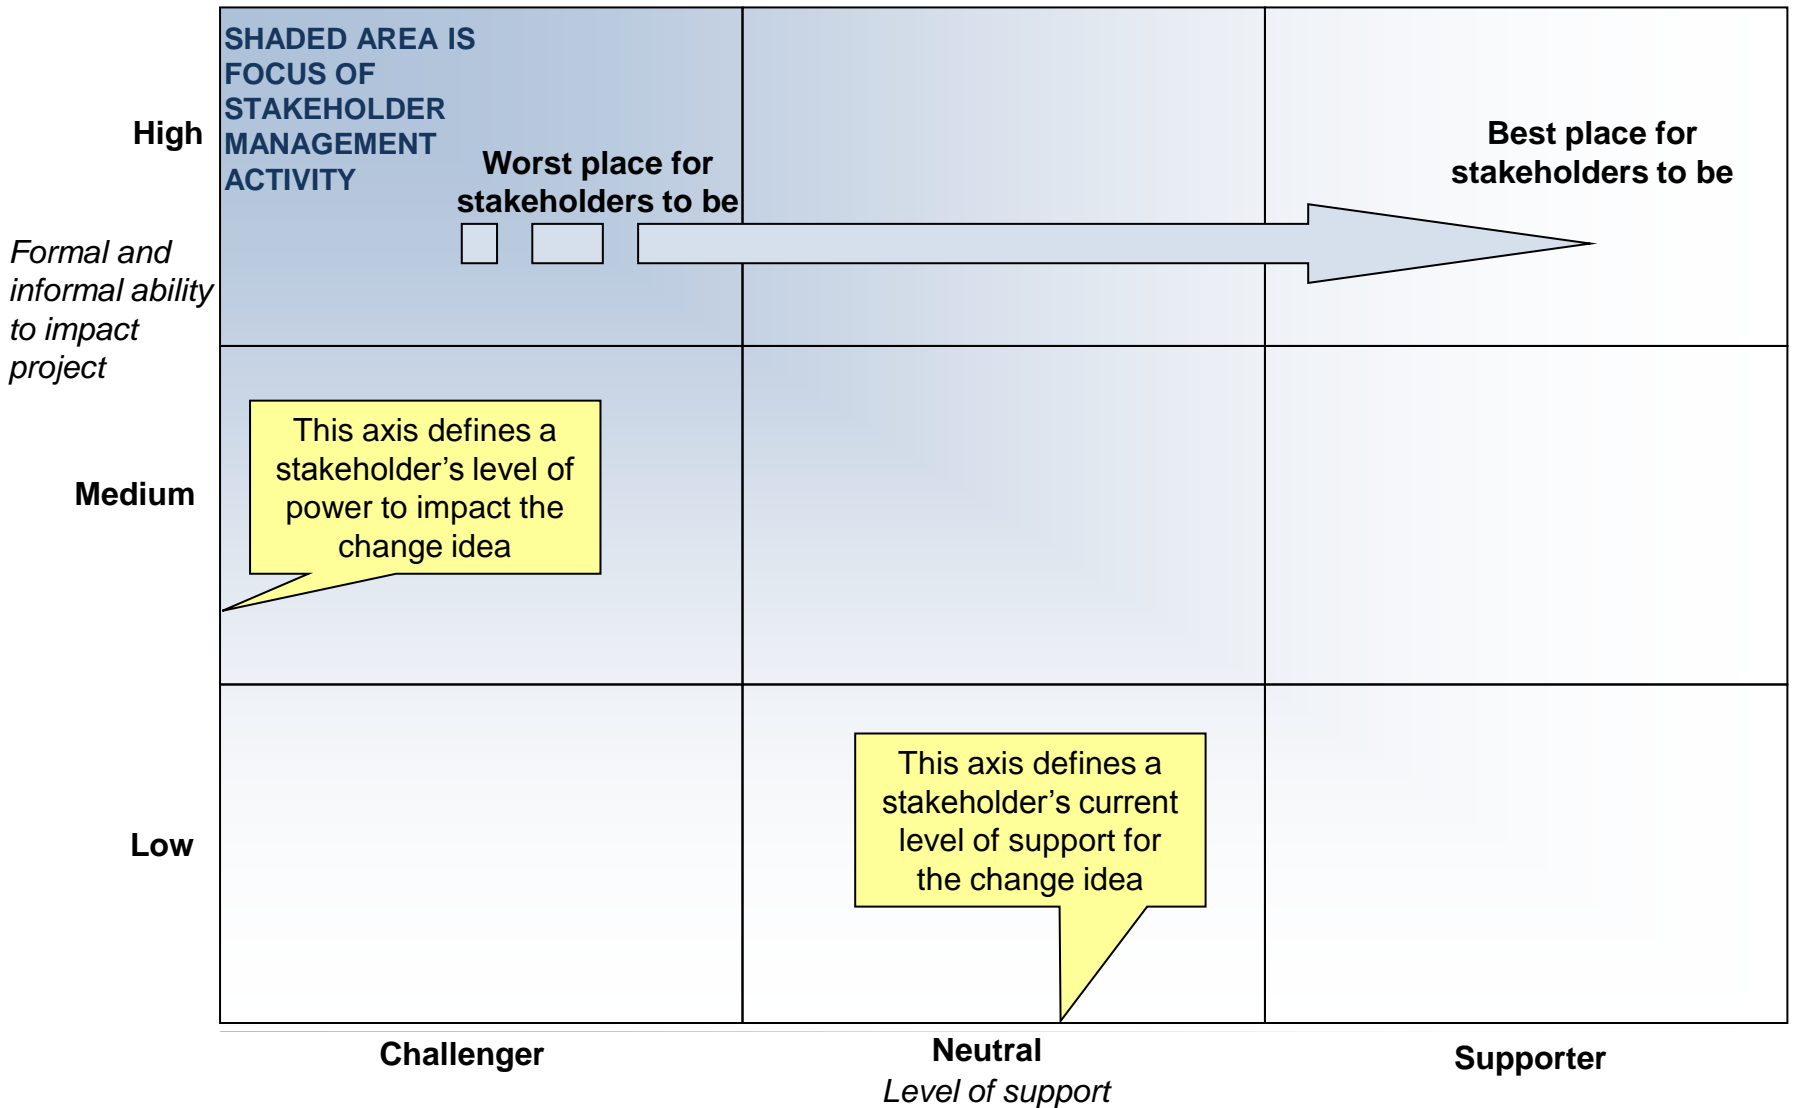 SHADED AREA IS
FOCUS OF
STAKEHOLDER
MANAGEMENT
ACTIVITY
High
Worst place for
stakeholders to be
Best place for
stakeholders to be
Formal and
informal ability
to impact
project
This axis defines a
stakeholder’s level of
power to impact the
change idea
Medium
This axis defines a
stakeholder’s current
level of support for
the change idea
Low
Challenger
Neutral
Supporter
Level of support